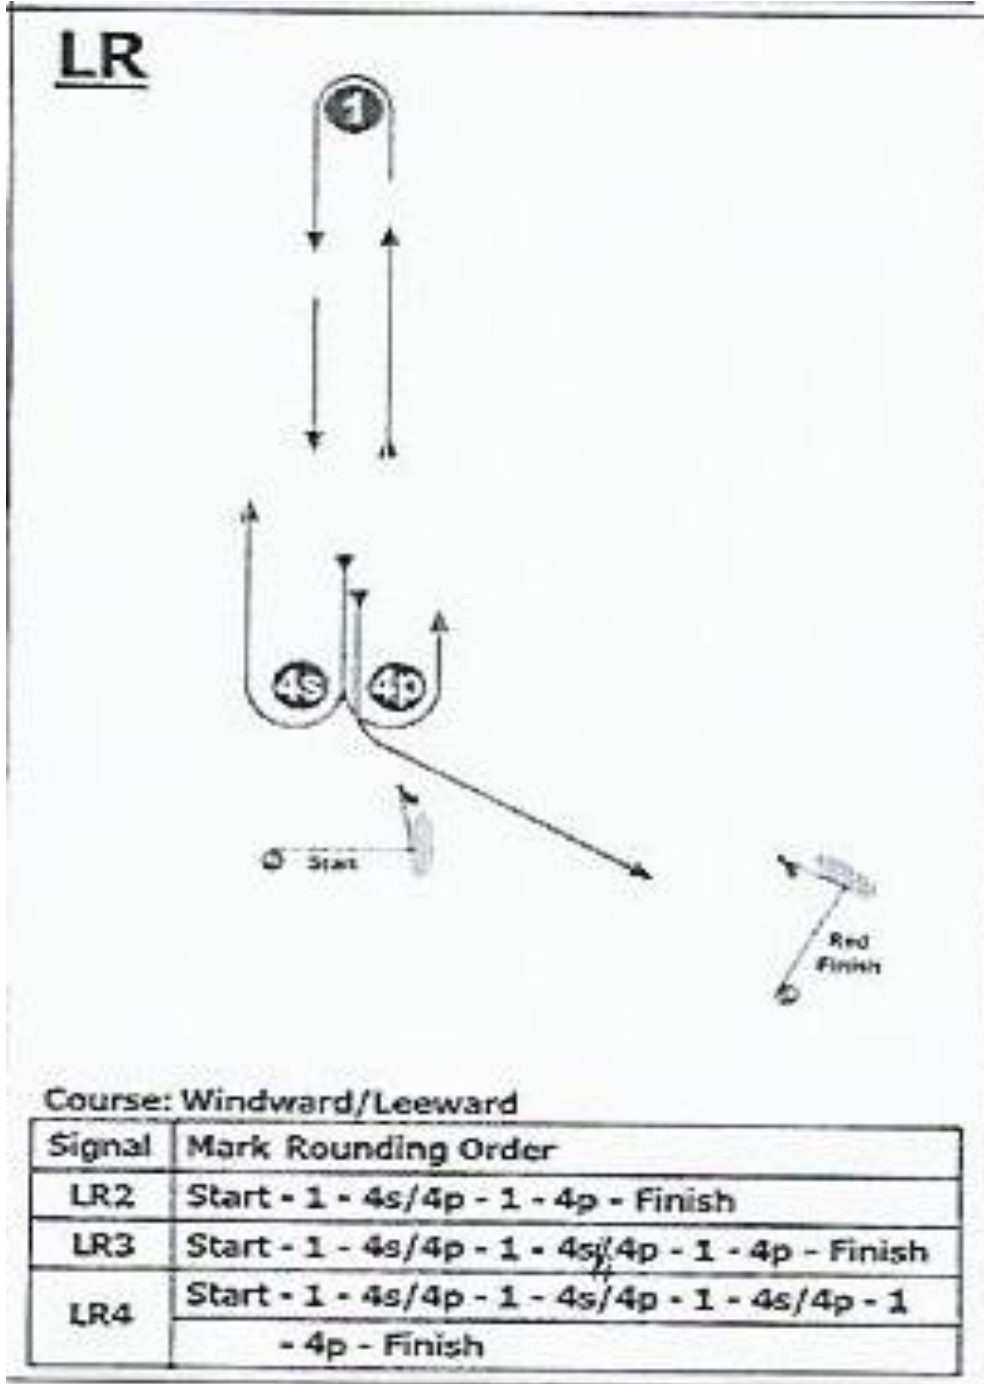 LR
1
4s 4p
Start
Red
Finish
Course: Windward/Leeward
Signal Mark Rounding Order
LR2 Start - 1 - 4s/4p - 1 - 4p - Finish
LR3 Start - 1 - 4s/4p - 1 - 4s/4p - 1 - 4p - Finish
LR4 Start - 1 - 4s/4p - 1 - 4s/4p - 1 - 4s/4p - 1
- 4p - Finish